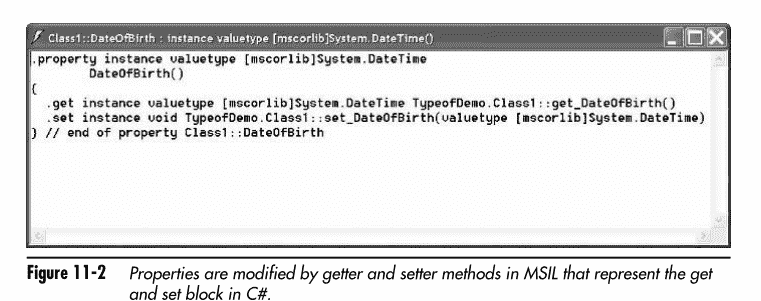 Class1::DateOfBirth : instance valuetype [mscorlib]System.DateTime()
.property instance valuetype [mscorlib]System.DateTime
DateOfBirth()
{
.get instance valuetype [mscorlib]System.DateTime TypeofDemo.Class1::get_DateOfBirth()
.set instance void TypeofDemo.Class1::set_DateOfBirth(valuetype [mscorlib]System.DateTime)
} // end of property Class1::DateOfBirth
Figure 11-2 Properties are modified by getter and setter methods in MSIL that represent the get
and set block in C#.